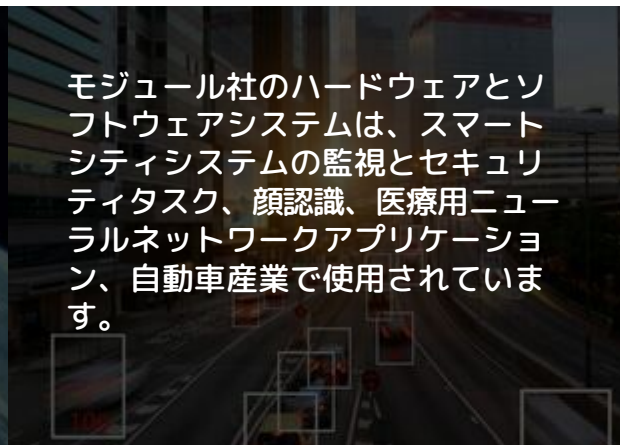 モジュール社のハードウェアとソ
フトウェアシステムは、スマート
シティシステムの監視とセキュリ
ティタスク、顔認識、医療用ニュー
ラルネットワークアプリケーショ
ン、自動車産業で使用されていま
す。